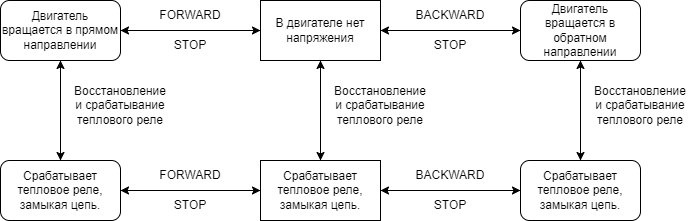 Двигатель
вращается в прямом
направлении
FORWARD
STOP
В двигателе нет
напряжения
BACKWARD
STOP
Двигатель
вращается в
обратном
направлении
Восстановление
и срабатывание
теплового реле
Восстановление
и срабатывание
теплового реле
Восстановление
и срабатывание
теплового реле
Срабатывает
тепловое реле,
замыкая цепь.
FORWARD
STOP
Срабатывает
тепловое реле,
замыкая цепь.
BACKWARD
STOP
Срабатывает
тепловое реле,
замыкая цепь.